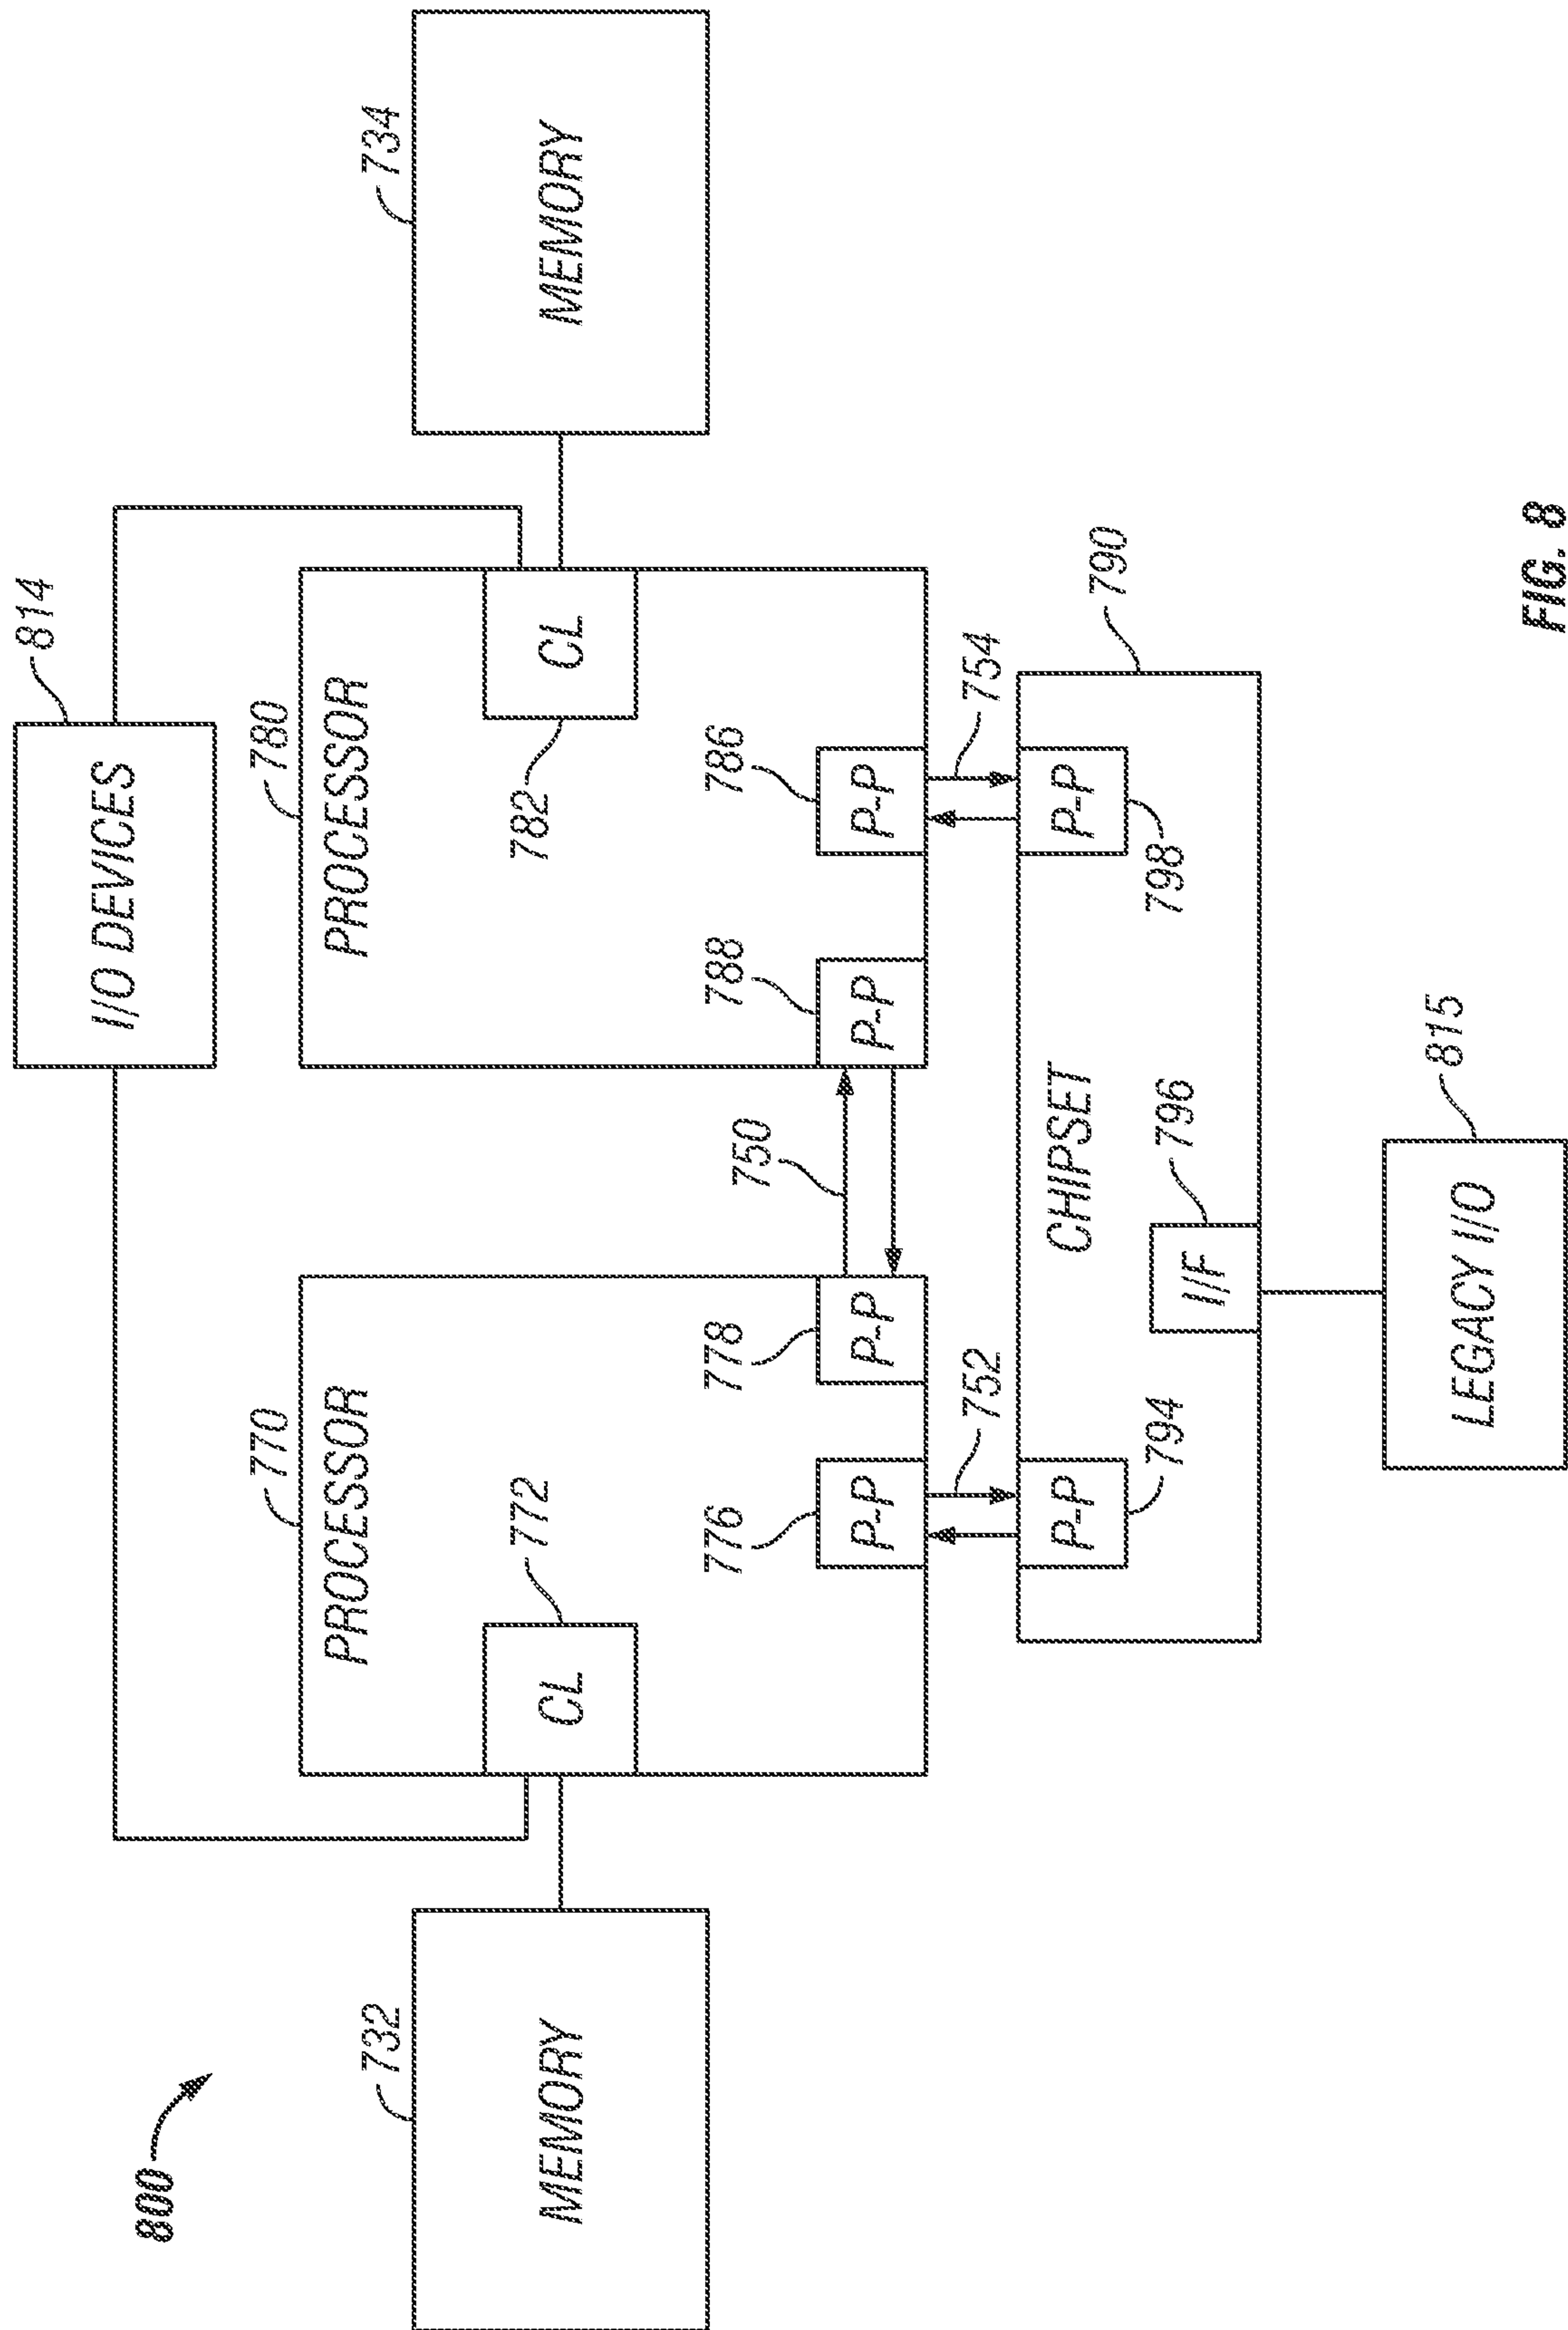 800
814
I/O DEVICES
732
MEMORY
770
PROCESSOR
772
CL
776
P-P
778
P-P
750
780
PROCESSOR
CL
782
788
P-P
786
P-P
734
MEMORY
752
754
790
P-P
794
CHIPSET
I/F
796
P-P
798
LEGACY I/O
815
FIG. 8